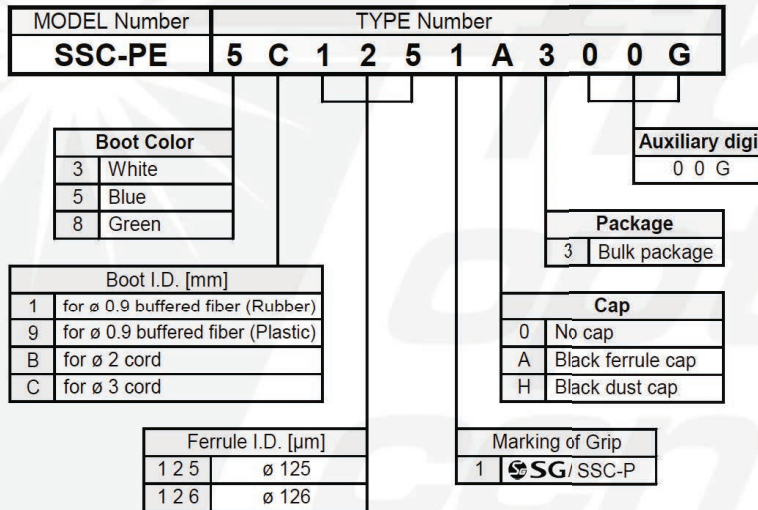 MODEL Number TYPE Number
SSC-PE 5 C 1 2 5 1 A 3 0 0 G
Boot Color
3 White
5 Blue
8 Green
Auxiliary digi
0 0 G
Package
3 Bulk package
Boot I.D. [mm]
1 for ø 0.9 buffered fiber (Rubber)
9 for ø 0.9 buffered fiber (Plastic)
B for ø 2 cord
C for ø 3 cord
Cap
0 No cap
A Black ferrule cap
H Black dust cap
Ferrule I.D. [µm]
1 2 5 ø 125
1 2 6 ø 126
Marking of Grip
1 SG SG/ SSC-P